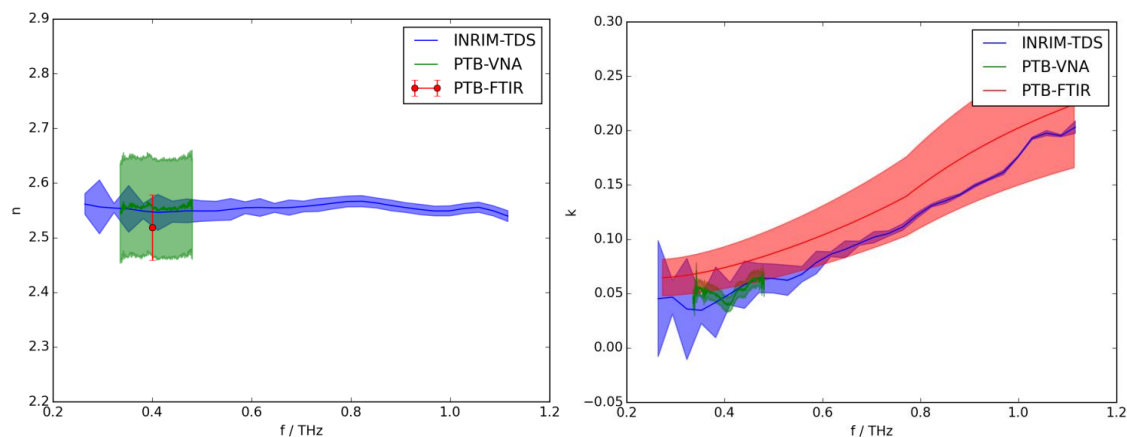 2.9
2.8
2.7
2.6
2.5
2.4
2.3
2.2
n
0.2 0.4 0.6 0.8 1.0 1.2
f / THz
INRIM-TDS
PTB-VNA
PTB-FTIR
0.30
0.25
0.20
0.15
0.10
0.05
0.00
−0.05
k
0.2 0.4 0.6 0.8 1.0 1.2
f / THz
INRIM-TDS
PTB-VNA
PTB-FTIR